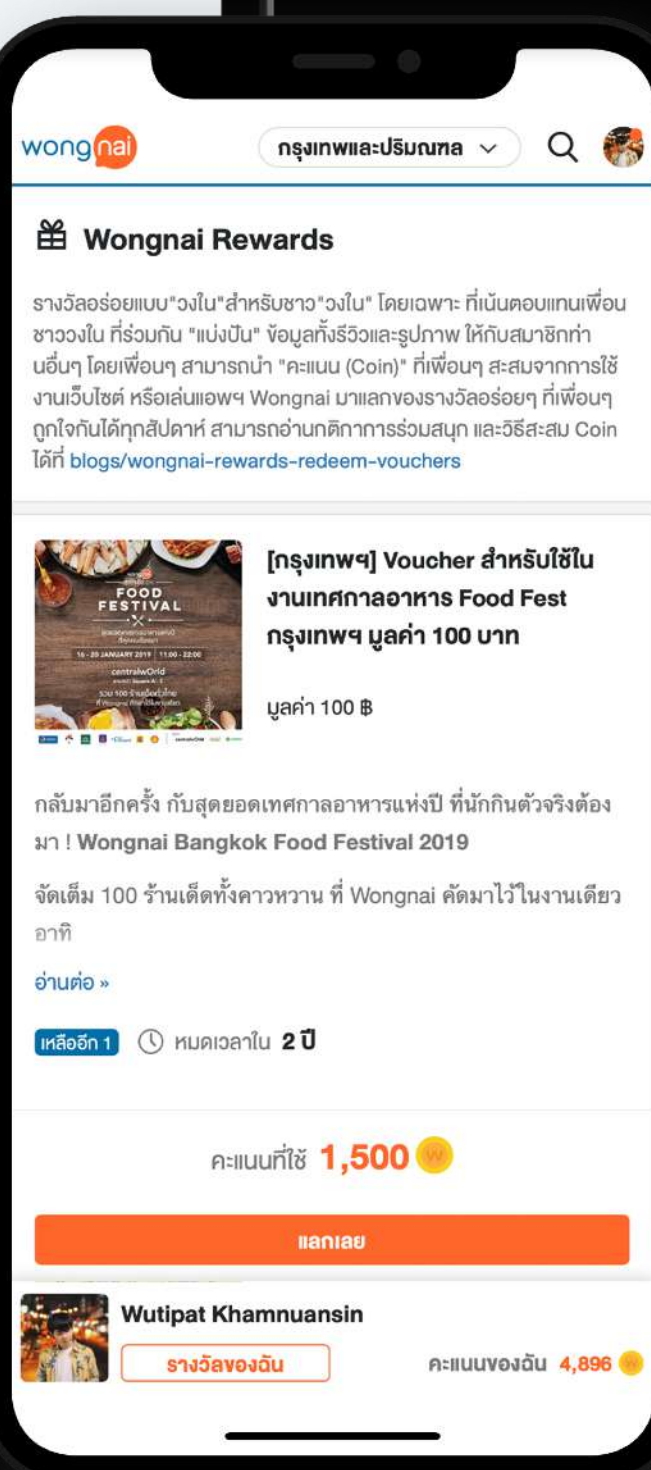 wongnai
กรุงเทพและปริมณฑล
Wongnai Rewards
รางวัลอร่อยแบบ"วงใน"สำหรับชาว"วงใน" โดยเฉพาะ ที่เน้นตอบแทนเพื่อน
ชาววงใน ที่ร่วมกัน "แบ่งปัน" ข้อมูลทั้งรีวิวและรูปภาพ ให้กับสมาชิกท่า
นอื่นๆ โดยเพื่อนๆ สามารถนำ "คะแนน (Coin)" ที่เพื่อนๆ สะสมจากการใช้
งานเว็บไซต์ หรือเล่นแอพฯ Wongnai มาแลกของรางวัลอร่อยๆ ที่เพื่อนๆ
ถูกใจกันได้ทุกสัปดาห์ สามารถอ่านกติกาการร่วมสนุก และวิธีสะสม Coin
ได้ที่ blogs/wongnai-rewards-redeem-vouchers
FOOD
FESTIVAL
16 - 20 JANUARY 2019 | 11:00 - 22:00
centralwOrld
รวม 100 ร้านเด็ดทั่วไทย
[กรุงเทพฯ] Voucher สำหรับใช้ใน
งานเทศกาลอาหาร Food Fest
กรุงเทพฯ มูลค่า 100 บาท
มูลค่า 100 ฿
กลับมาอีกครั้ง กับสุดยอดเทศกาลอาหารแห่งปี ที่นักกินตัวจริงต้อง
มา ! Wongnai Bangkok Food Festival 2019
จัดเต็ม 100 ร้านเด็ดทั้งคาวหวาน ที่ Wongnai คัดมาไว้ในงานเดียว
อาทิ
อ่านต่อ »
เหลืออีก 1 หมดเวลาใน 2 ปี
คะแนนที่ใช้ 1,500
แลกเลย
Wutipat Khamnuansin
รางวัลของฉัน คะแนนของฉัน 4,896